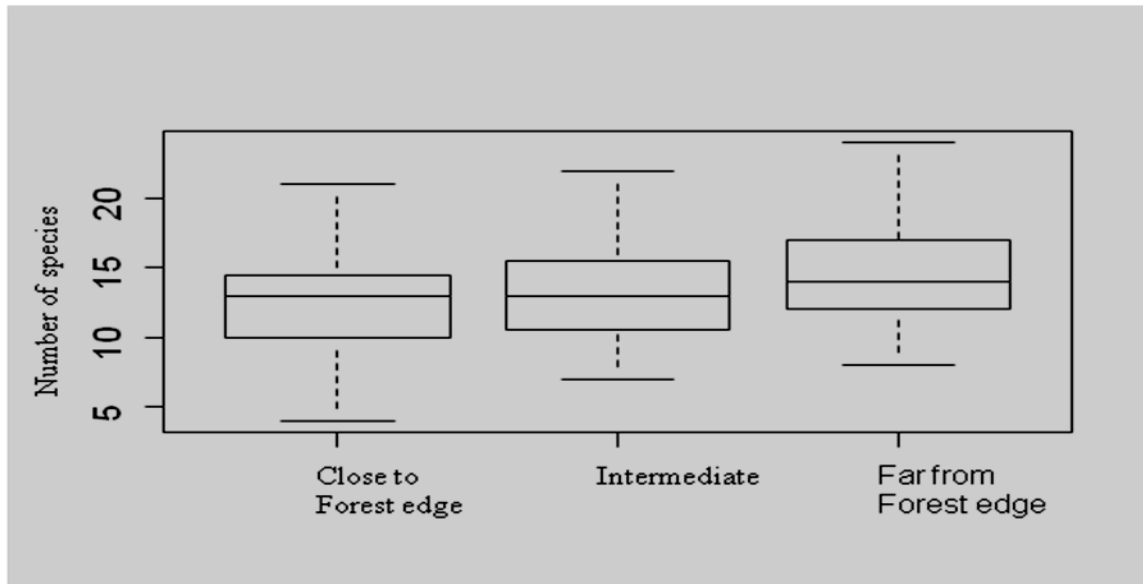 Number of species
20
15
10
5
Close to
Forest edge
Intermediate
Far from
Forest edge